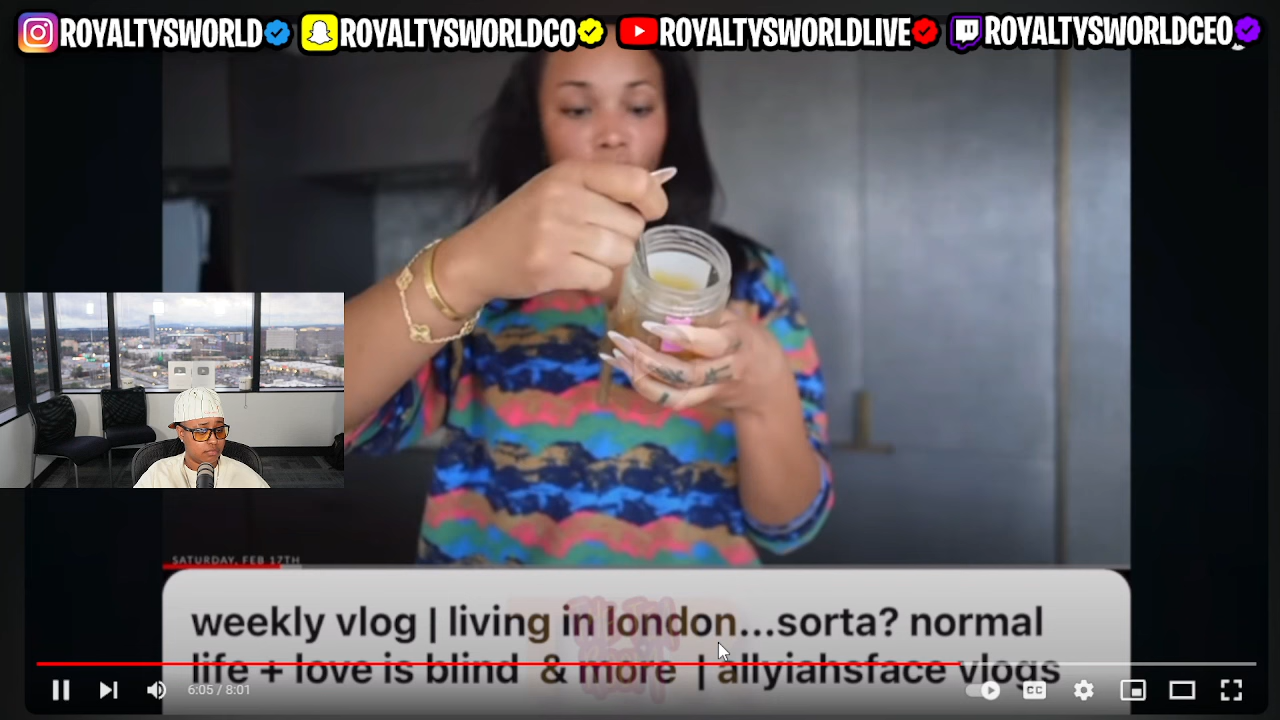 ROYALTYSWORLD ROYALTYSWORLDCO ROYALTYSWORLDLIVE ROYALTYSWORLDCEO
SATURDAY, FEB 17TH
weekly vlog | living in london...sorta? normal
life + love is blind & more | allyiahsface vlogs
6:05 / 8:01
CC